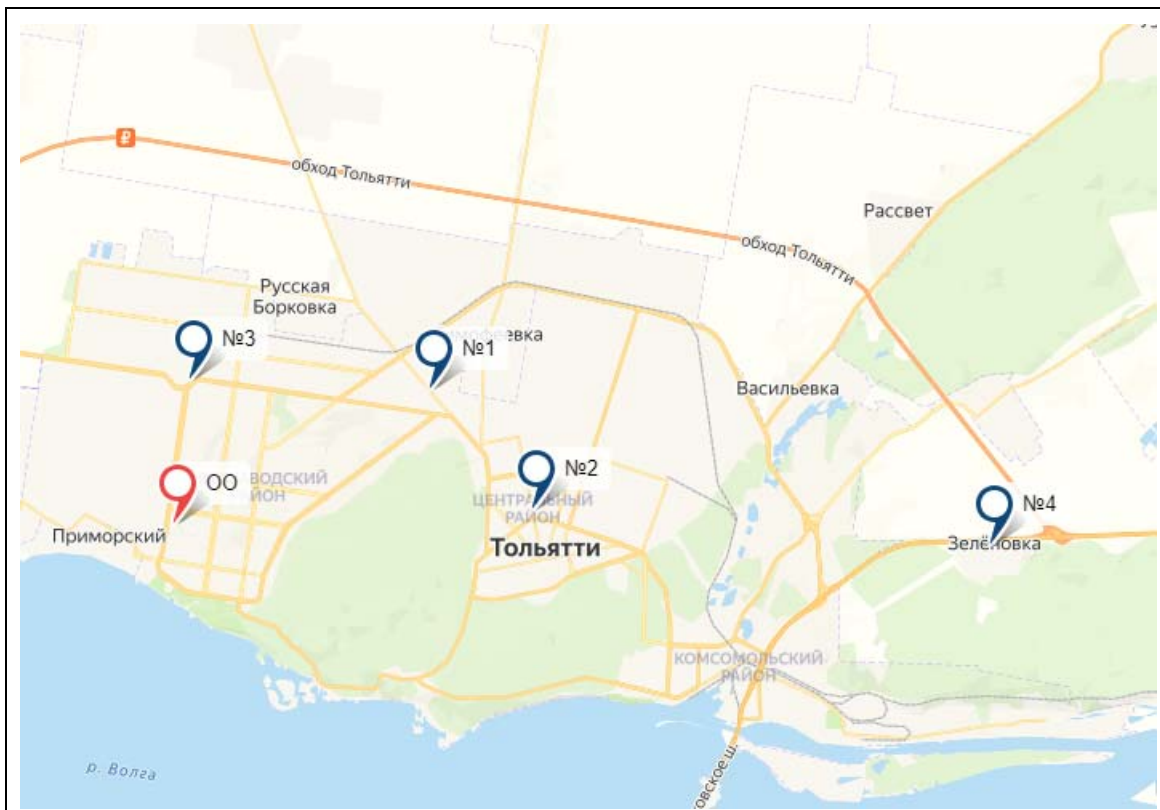 обход Тольятти
Рассвет
обход Тольятти
Русская
Борковка
№3
№1
Васильевка
ОО
№2
ЦЕНТРАЛЬНЫЙ
РАЙОН
№4
Приморский
Тольятти
Зелёновка
КОМСОМОЛЬСКИЙ
РАЙОН
р. Волга